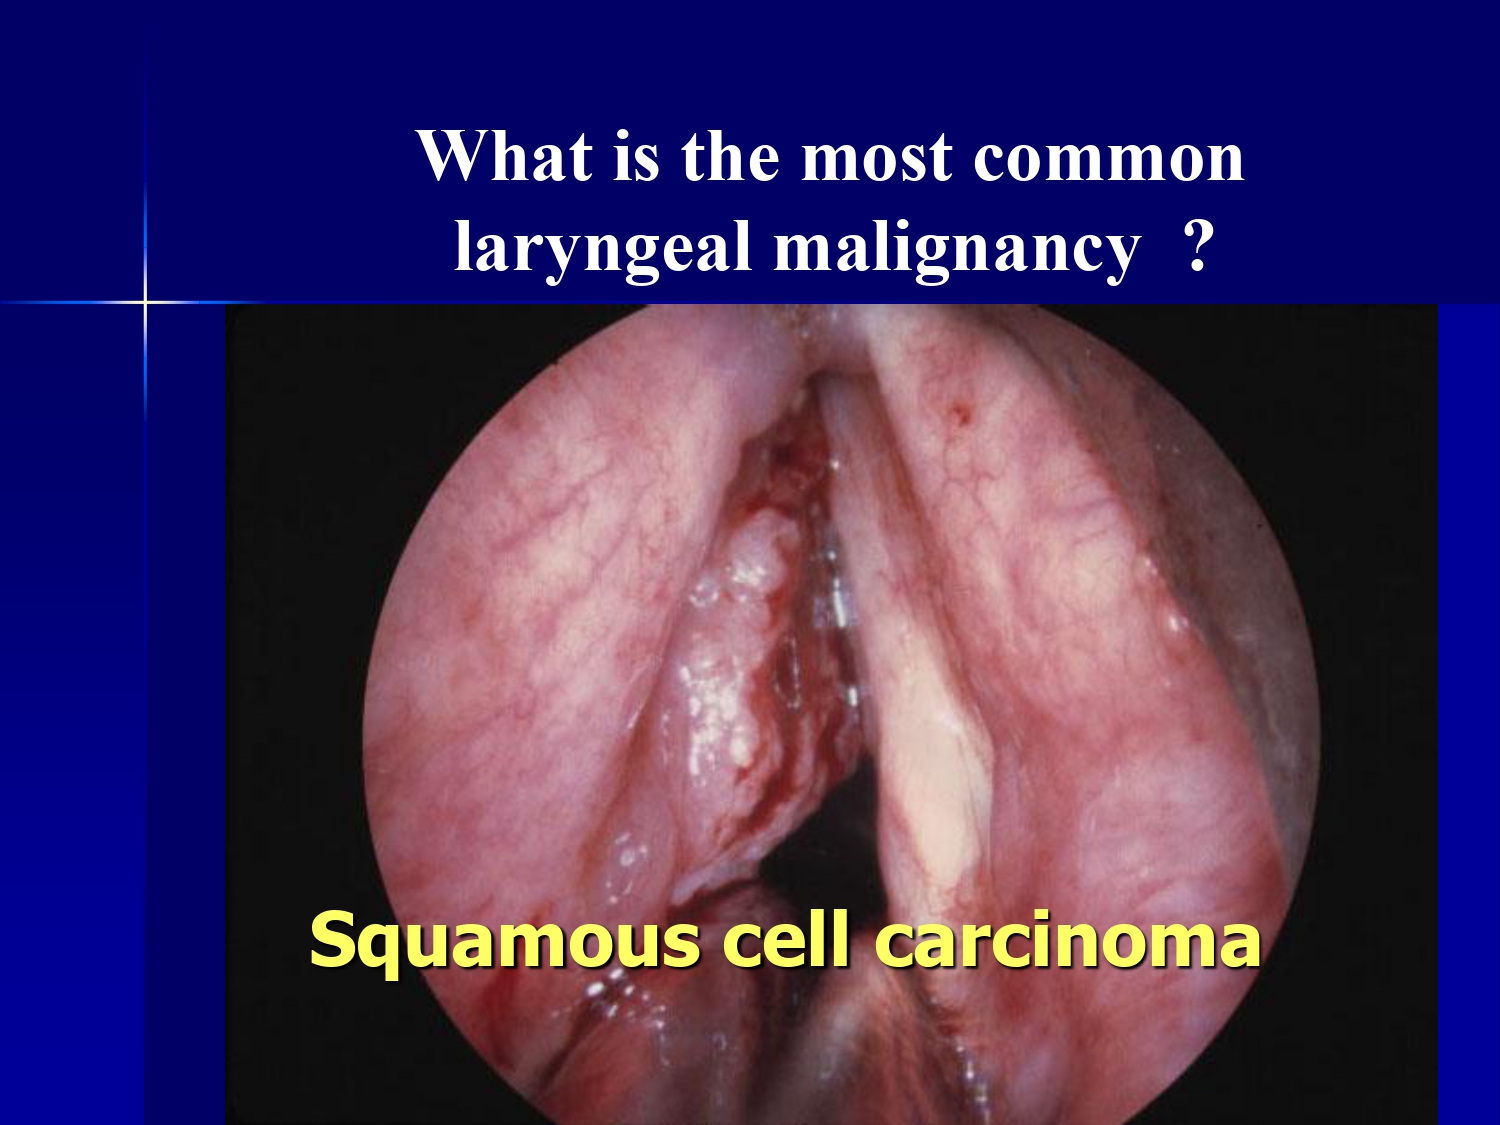 What is the most common
laryngeal malignancy  ?
Squamous cell carcinoma